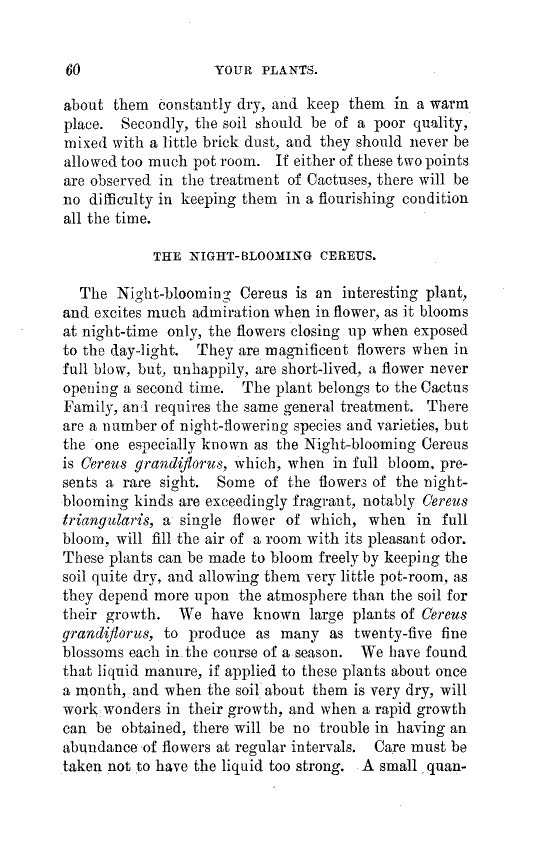 60 YOUR PLANTS.
about them constantly dry, and keep them in a warm
place. Secondly, the soil should be of a poor quality,
mixed with a little brick dust, and they should never be
allowed too much pot room. If either of these two points
are observed in the treatment of Cactuses, there will be
no difficulty in keeping them in a flourishing condition
all the time.
THE NIGHT-BLOOMING CEREUS.
The Night-blooming Cereus is an interesting plant,
and excites much admiration when in flower, as it blooms
at night-time only, the flowers closing up when exposed
to the day-light. They are magnificent flowers when in
full blow, but, unhappily, are short-lived, a flower never
opening a second time. The plant belongs to the Cactus
Family, and requires the same general treatment. There
are a number of night-flowering species and varieties, but
the one especially known as the Night-blooming Cereus
is Cereus grandiflorus, which, when in full bloom, pre-
sents a rare sight. Some of the flowers of the night-
blooming kinds are exceedingly fragrant, notably Cereus
triangularis, a single flower of which, when in full
bloom, will fill the air of a room with its pleasant odor.
These plants can be made to bloom freely by keeping the
soil quite dry, and allowing them very little pot-room, as
they depend more upon the atmosphere than the soil for
their growth. We have known large plants of Cereus
grandiflorus, to produce as many as twenty-five fine
blossoms each in the course of a season. We have found
that liquid manure, if applied to these plants about once
a month, and when the soil about them is very dry, will
work wonders in their growth, and when a rapid growth
can be obtained, there will be no trouble in having an
abundance of flowers at regular intervals. Care must be
taken not to have the liquid too strong. A small quan-